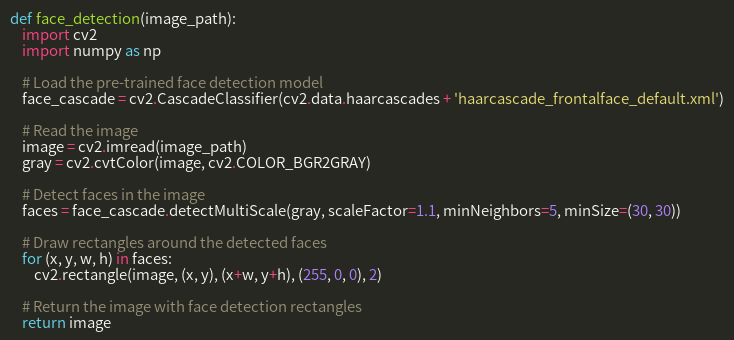 def face_detection(image_path):
    import cv2
    import numpy as np

    # Load the pre-trained face detection model
    face_cascade = cv2.CascadeClassifier(cv2.data.haarcascades + 'haarcascade_frontalface_default.xml')

    # Read the image
    image = cv2.imread(image_path)
    gray = cv2.cvtColor(image, cv2.COLOR_BGR2GRAY)

    # Detect faces in the image
    faces = face_cascade.detectMultiScale(gray, scaleFactor=1.1, minNeighbors=5, minSize=(30, 30))

    # Draw rectangles around the detected faces
    for (x, y, w, h) in faces:
        cv2.rectangle(image, (x, y), (x+w, y+h), (255, 0, 0), 2)

    # Return the image with face detection rectangles
    return image